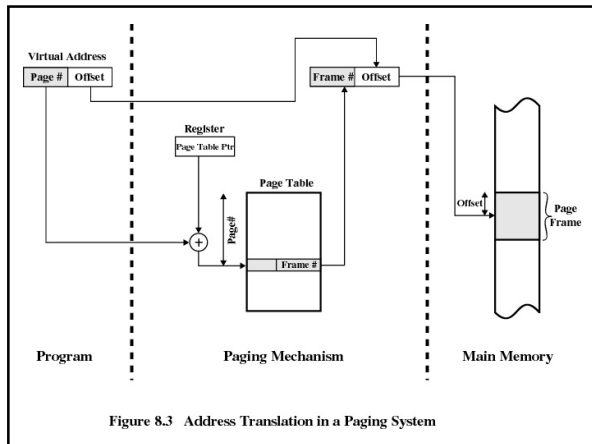 Virtual Address
Page # Offset
Frame # Offset
Register
Page Table Ptr
Page Table
Page#
+
Frame #
Offset
Page
Frame
Program
Paging Mechanism
Main Memory
Figure 8.3 Address Translation in a Paging System